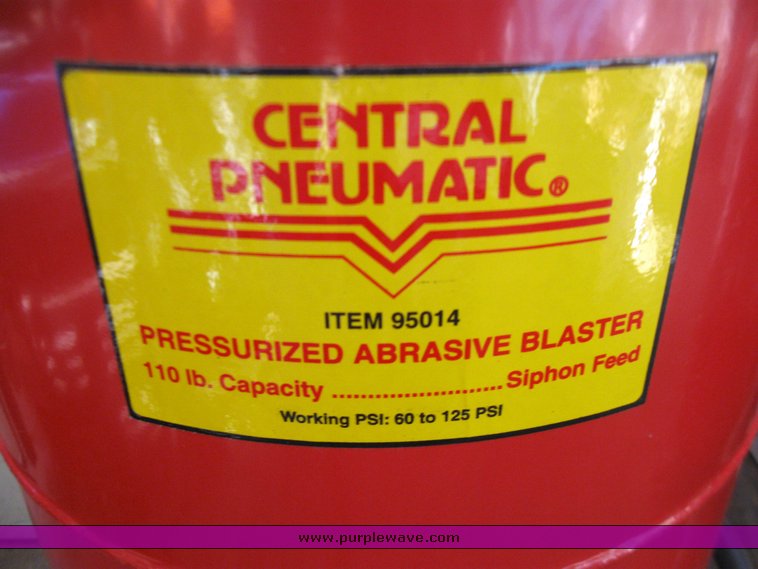 CENTRAL
PNEUMATIC®
ITEM 95014
PRESSURIZED ABRASIVE BLASTER
110 lb. Capacity ........................ Siphon Feed
Working PSI: 60 to 125 PSI
www.purplewave.com